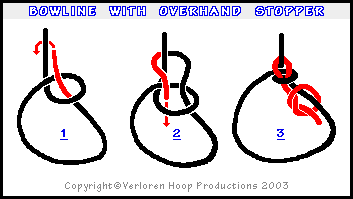 BOWLINE WITH OVERHAND STOPPER
1 2 3
Copyright©Verloren Hoop Productions 2003